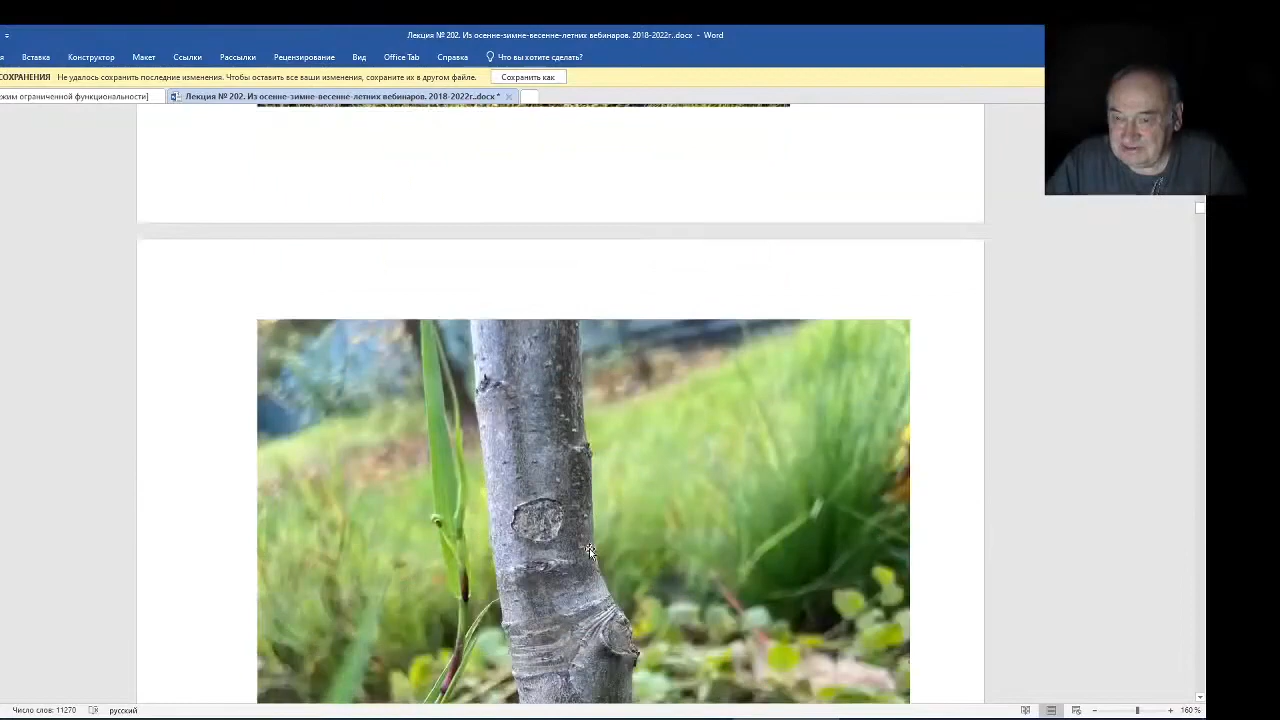 Лекция № 202. Из осенне-зимне-весенне-летних вебинаров. 2018-2022г..docx - Word
Вставка Конструктор Макет Ссылки Рассылки Рецензирование Вид Office Tab Справка Что вы хотите сделать?
СОХРАНЕНИЯ Не удалось сохранить последние изменения. Чтобы оставить все ваши изменения, сохраните их в другом файле. Сохранить как
жим ограниченной функциональности] Лекция № 202. Из осенне-зимне-весенне-летних вебинаров. 2018-2022г..docx *
Число слов: 11270 русский 160 %